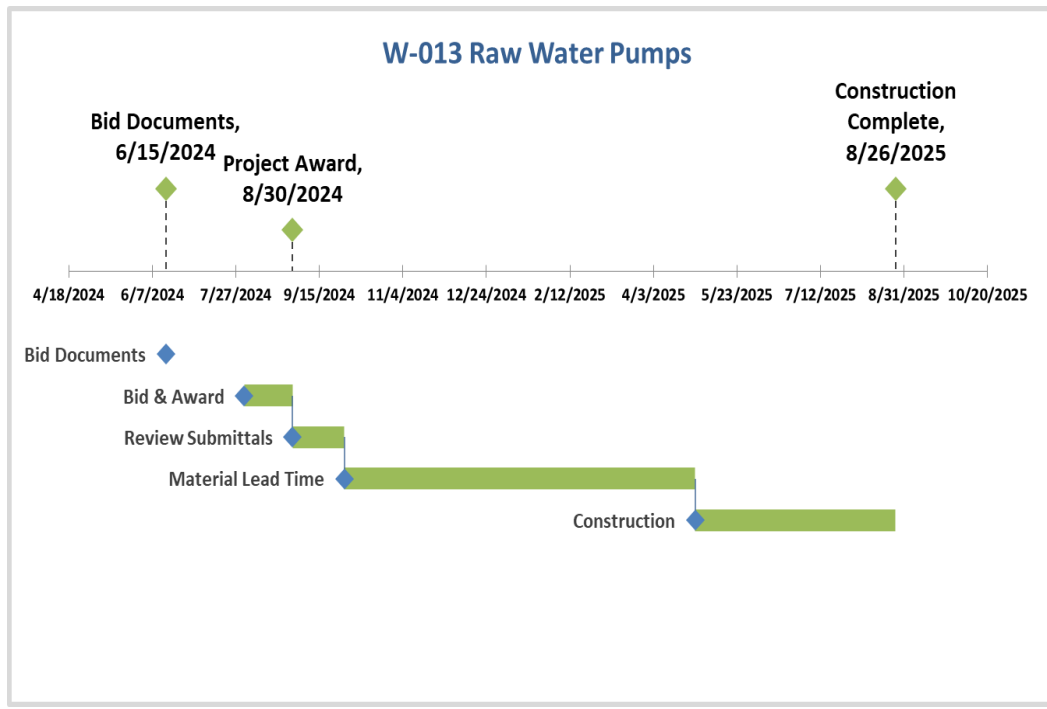 W-013 Raw Water Pumps
Bid Documents,
6/15/2024
Project Award,
8/30/2024
Construction
Complete,
8/26/2025
4/18/2024 6/7/2024 7/27/2024 9/15/2024 11/4/2024 12/24/2024 2/12/2025 4/3/2025 5/23/2025 7/12/2025 8/31/2025 10/20/2025
Bid Documents
Bid & Award
Review Submittals
Material Lead Time
Construction